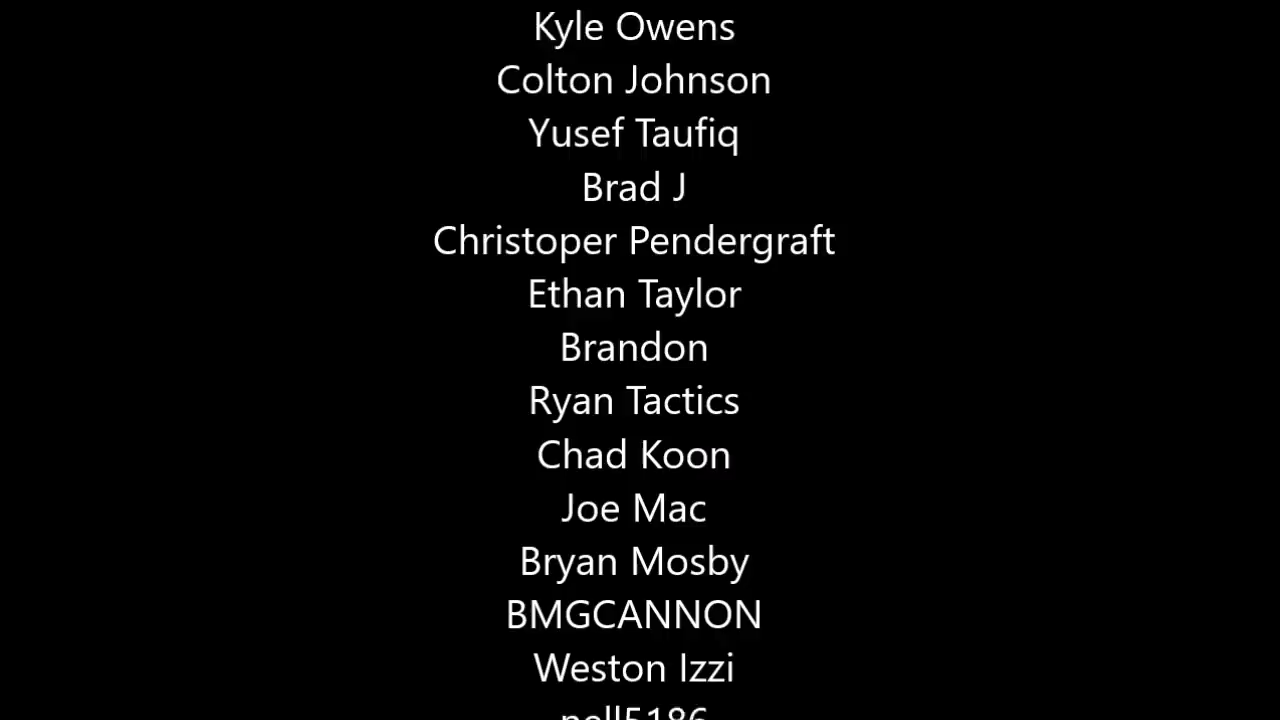 Kyle Owens
Colton Johnson
Yusef Taufiq
Brad J
Christoper Pendergraft
Ethan Taylor
Brandon
Ryan Tactics
Chad Koon
Joe Mac
Bryan Mosby
BMGCANNON
Weston Izzi